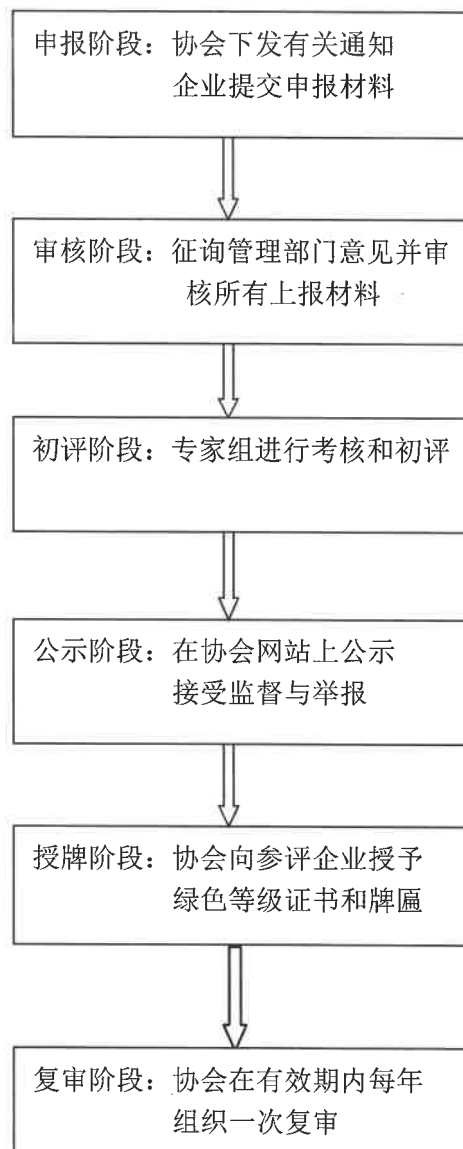 申报阶段：协会下发有关通知
企业提交申报材料
审核阶段：征询管理部门意见并审
核所有上报材料
初评阶段：专家组进行考核和初评
公示阶段：在协会网站上公示
接受监督与举报
授牌阶段：协会向参评企业授予
绿色等级证书和牌匾
复审阶段：协会在有效期内每年
组织一次复审